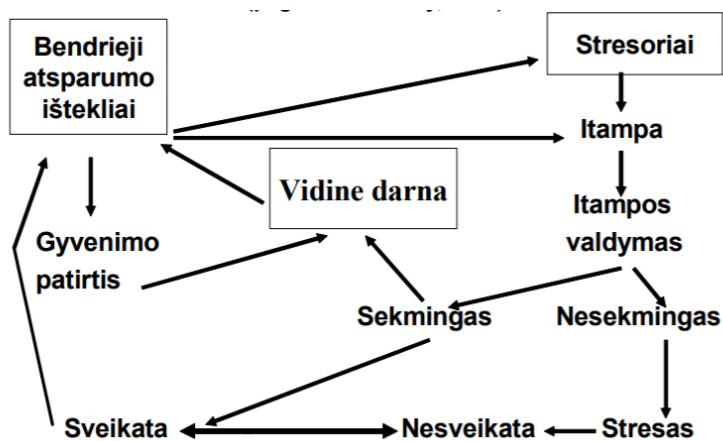 Bendrieji
atsparumo
ištekliai
Stresoriai
Itampa
Vidine darna
Itampos
valdymas
Gyvenimo
patirtis
Sekmingas
Nesekmingas
Sveikata
Nesveikata
Stresas